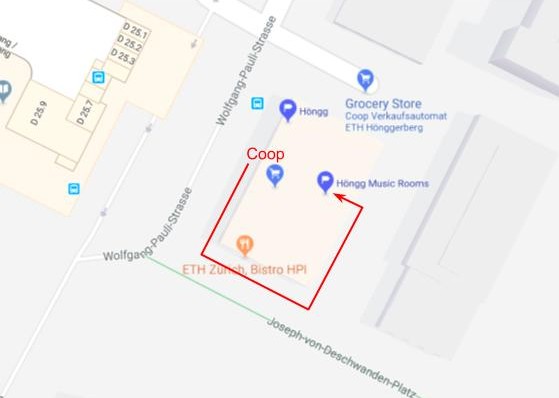 D 25.1
D 25.2
D 25.3
D 25.9
D 25.7
Wolfgang-Pauli-Strasse
Höngg
Grocery Store
Coop Verkaufsautomat
ETH Hönggerberg
Coop
Höngg Music Rooms
Wolfgang-Pauli-Strasse
ETH Zürich, Bistro HPI
Joseph-von-Deschwanden-Platz